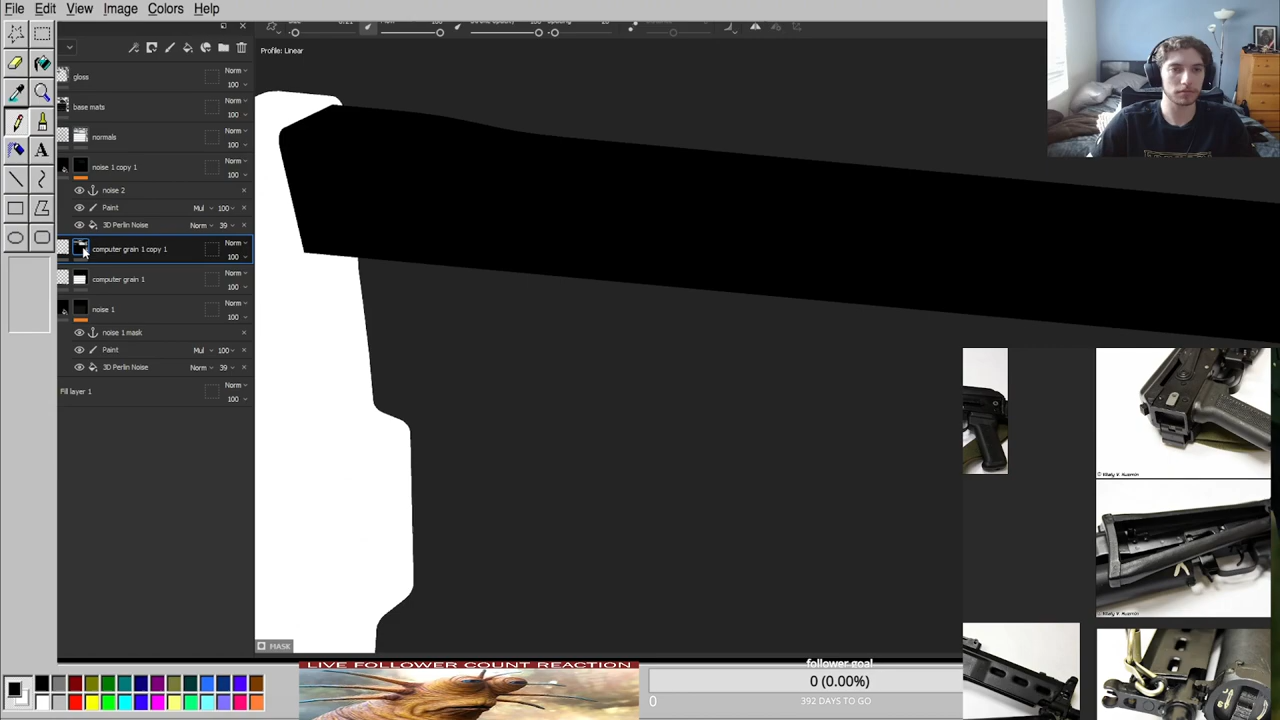 File Edit View Image Colors Help
Profile: Linear
gloss
Norm
100
base mats
Norm
100
normals
Norm
100
noise 1 copy 1
Norm
100
noise 2
Paint Mul 100
3D Perlin Noise Norm 39
computer grain 1 copy 1
Norm
100
computer grain 1
Norm
100
noise 1
Norm
100
noise 1 mask
Paint Mul 100
3D Perlin Noise Norm 39
Fill layer 1
Norm
100
MASK
LIVE FOLLOWER COUNT REACTION
follower goal
0 (0.00%)
0
392 DAYS TO GO